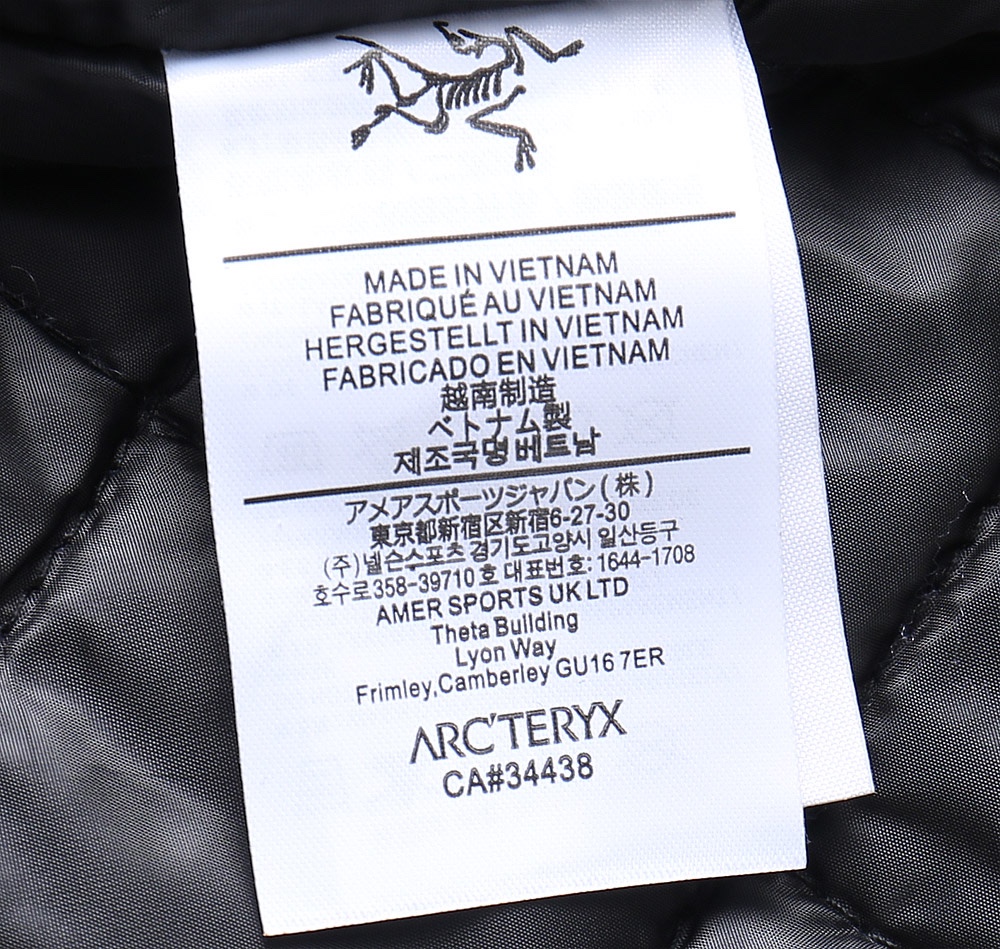 MADE IN VIETNAM
FABRIQUÉ AU VIETNAM
HERGESTELLT IN VIETNAM
FABRICADO EN VIETNAM
越南制造
ベトナム製
제조국명 베트남
アメアスポーツジャパン(株)
東京都新宿区新宿6-27-30
(주)넬슨스포츠 경기도고양시 일산동구
호수로358-39710호 대표번호: 1644-1708
AMER SPORTS UK LTD
Theta Building
Lyon Way
Frimley,Camberley GU16 7ER
ARC'TERYX
CA#34438